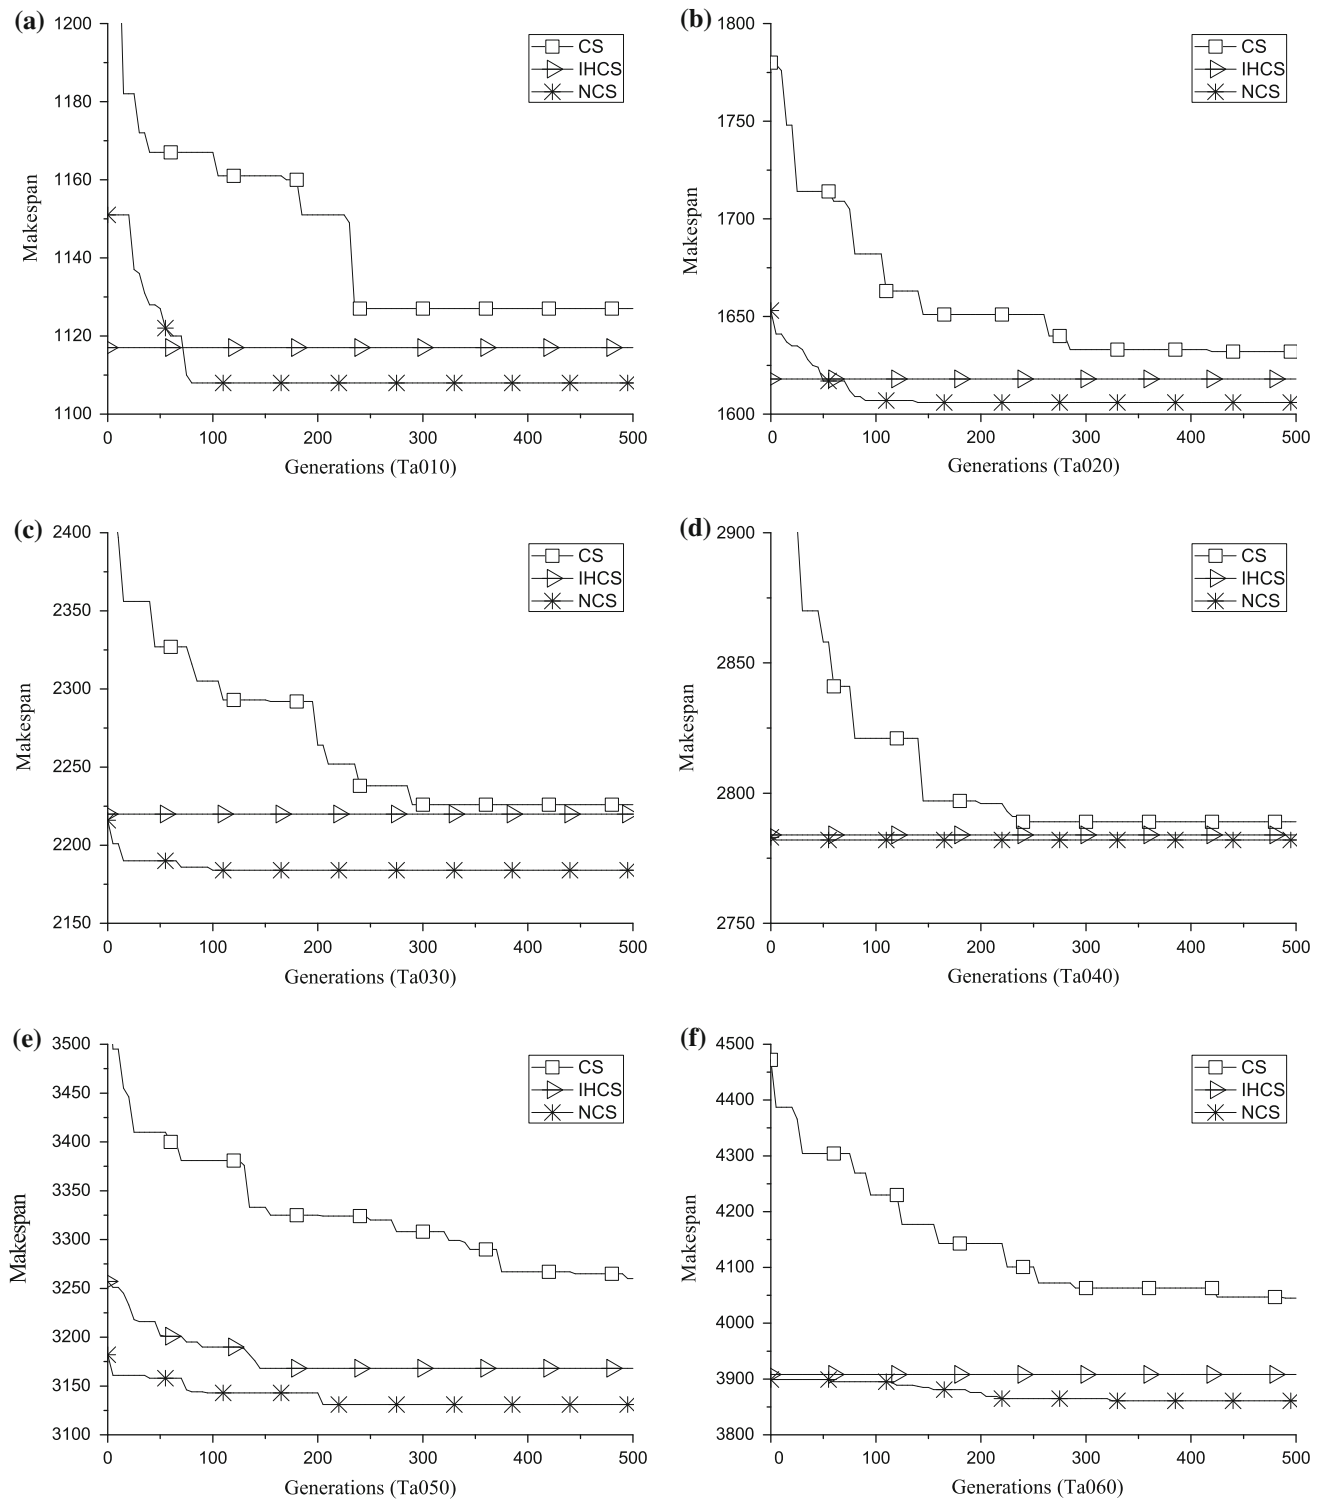 (a)
1200
1180
1160
1140
1120
1100
Makespan
CS
IHCS
NCS
0 100 200 300 400 500
Generations (Ta010)
(b)
1800
1750
1700
1650
1600
Makespan
CS
IHCS
NCS
0 100 200 300 400 500
Generations (Ta020)
(c)
2400
2350
2300
2250
2200
2150
Makespan
CS
IHCS
NCS
0 100 200 300 400 500
Generations (Ta030)
(d)
2900
2850
2800
2750
Makespan
CS
IHCS
NCS
0 100 200 300 400 500
Generations (Ta040)
(e)
3500
3450
3400
3350
3300
3250
3200
3150
3100
Makespan
CS
IHCS
NCS
0 100 200 300 400 500
Generations (Ta050)
(f)
4500
4400
4300
4200
4100
4000
3900
3800
Makespan
CS
IHCS
NCS
0 100 200 300 400 500
Generations (Ta060)